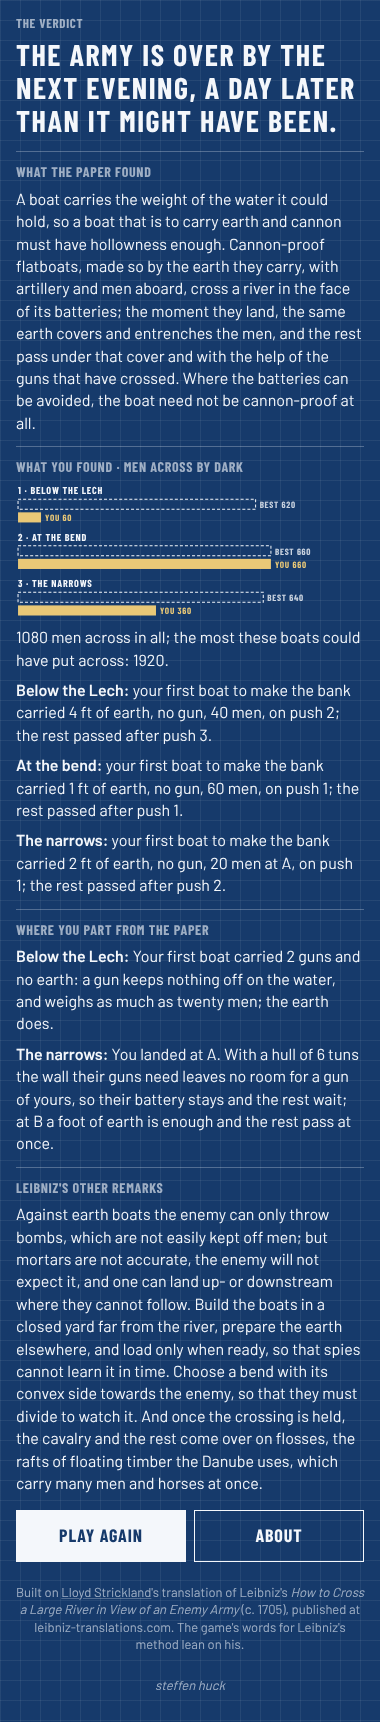 THE VERDICT
THE ARMY IS OVER BY THE
NEXT EVENING, A DAY LATER
THAN IT MIGHT HAVE BEEN.
WHAT THE PAPER FOUND
A boat carries the weight of the water it could
hold, so a boat that is to carry earth and cannon
must have hollowness enough. Cannon-proof
flatboats, made so by the earth they carry, with
artillery and men aboard, cross a river in the face
of its batteries; the moment they land, the same
earth covers and entrenches the men, and the rest
pass under that cover and with the help of the
guns that have crossed. Where the batteries can
be avoided, the boat need not be cannon-proof at
all.
WHAT YOU FOUND · MEN ACROSS BY DARK
1 · BELOW THE LECH
BEST 620
YOU 60
2 · AT THE BEND
BEST 660
YOU 660
3 · THE NARROWS
BEST 640
YOU 360
1080 men across in all; the most these boats could
have put across: 1920.
Below the Lech: your first boat to make the bank
carried 4 ft of earth, no gun, 40 men, on push 2;
the rest passed after push 3.
At the bend: your first boat to make the bank
carried 1 ft of earth, no gun, 60 men, on push 1; the
rest passed after push 1.
The narrows: your first boat to make the bank
carried 2 ft of earth, no gun, 20 men at A, on push
1; the rest passed after push 2.
WHERE YOU PART FROM THE PAPER
Below the Lech: Your first boat carried 2 guns and
no earth: a gun keeps nothing off on the water,
and weighs as much as twenty men; the earth
does.
The narrows: You landed at A. With a hull of 6 tuns
the wall their guns need leaves no room for a gun
of yours, so their battery stays and the rest wait;
at B a foot of earth is enough and the rest pass at
once.
LEIBNIZ'S OTHER REMARKS
Against earth boats the enemy can only throw
bombs, which are not easily kept off men; but
mortars are not accurate, the enemy will not
expect it, and one can land up- or downstream
where they cannot follow. Build the boats in a
closed yard far from the river, prepare the earth
elsewhere, and load only when ready, so that spies
cannot learn it in time. Choose a bend with its
convex side towards the enemy, so that they must
divide to watch it. And once the crossing is held,
the cavalry and the rest come over on flosses, the
rafts of floating timber the Danube uses, which
carry many men and horses at once.
PLAY AGAIN
ABOUT
Built on Lloyd Strickland's translation of Leibniz's How to Cross
a Large River in View of an Enemy Army (c. 1705), published at
leibniz-translations.com. The game's words for Leibniz's
method lean on his.
steffen huck